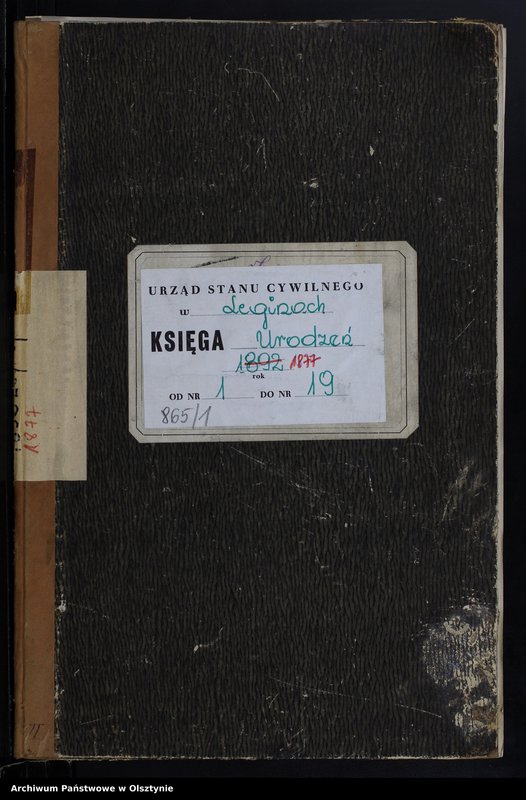 URZĄD STANU CYWILNEGO
w Leginach
KSIĘGA Urodzeń
1892 1877
rok
OD NR 1 DO NR 19
865/1
1877
Archiwum Państwowe w Olsztynie